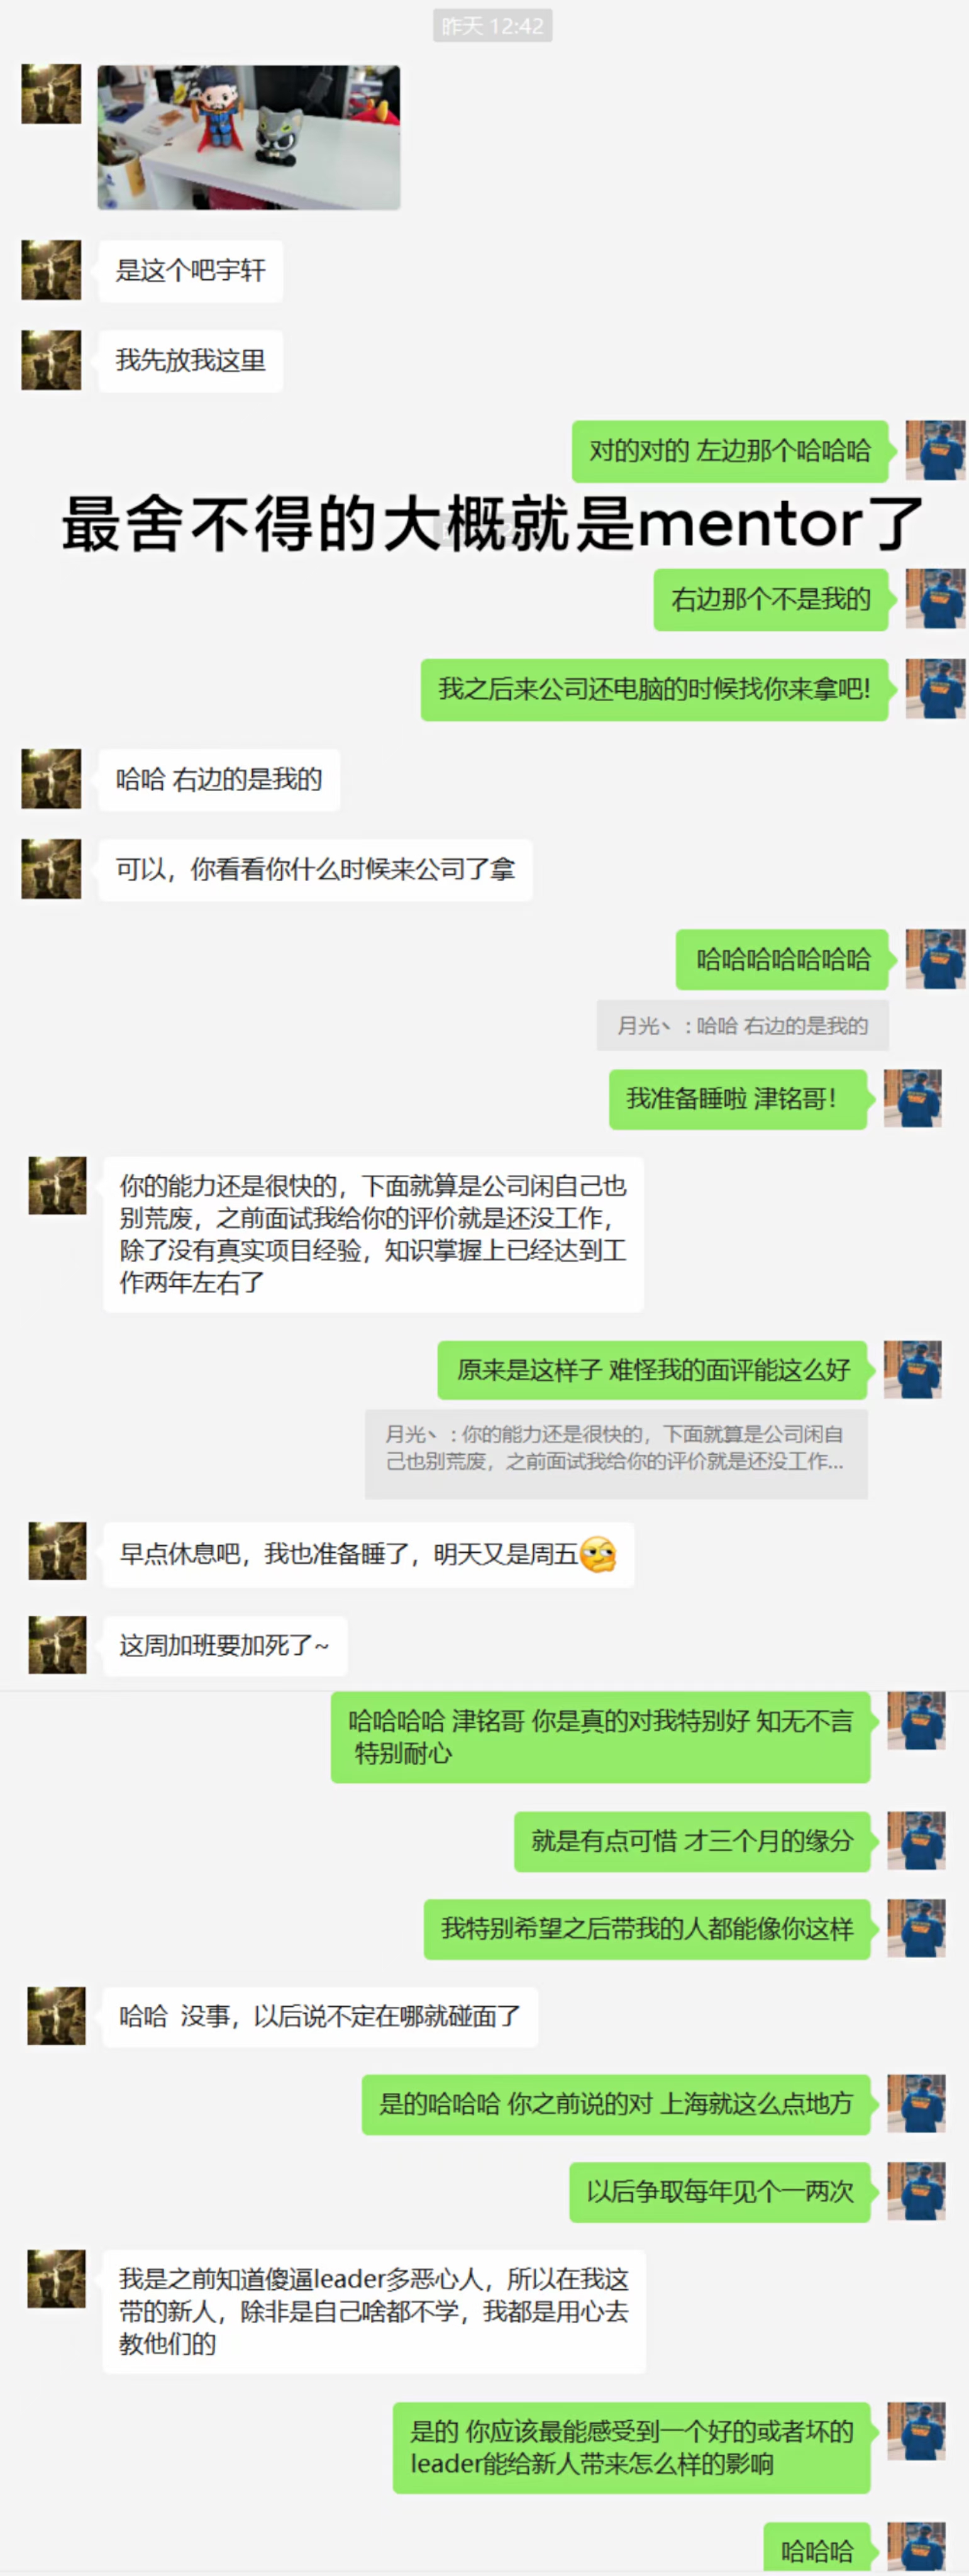 昨天 12:42
是这个吧宇轩
我先放我这里
对的对的 左边那个哈哈哈
最舍不得的大概就是mentor了
右边那个不是我的
我之后来公司还电脑的时候找你来拿吧!
哈哈 右边的是我的
可以，你看看你什么时候来公司了拿
哈哈哈哈哈哈哈
月光丶 : 哈哈 右边的是我的
我准备睡啦 津铭哥！
你的能力还是很快的，下面就算是公司闲自己也
别荒废，之前面试我给你的评价就是还没工作，
除了没有真实项目经验，知识掌握上已经达到工
作两年左右了
原来是这样子 难怪我的面评能这么好
月光丶 : 你的能力还是很快的，下面就算是公司闲自
己也别荒废，之前面试我给你的评价就是还没工作...
早点休息吧，我也准备睡了，明天又是周五
这周加班要加死了~
哈哈哈哈 津铭哥 你是真的对我特别好 知无不言
特别耐心
就是有点可惜 才三个月的缘分
我特别希望之后带我的人都能像你这样
哈哈 没事，以后说不定在哪就碰面了
是的哈哈哈 你之前说的对 上海就这么点地方
以后争取每年见个一两次
我是之前知道傻逼leader多恶心人，所以在我这
带的新人，除非是自己啥都不学，我都是用心去
教他们的
是的 你应该最能感受到一个好的或者坏的
leader能给新人带来怎么样的影响
哈哈哈